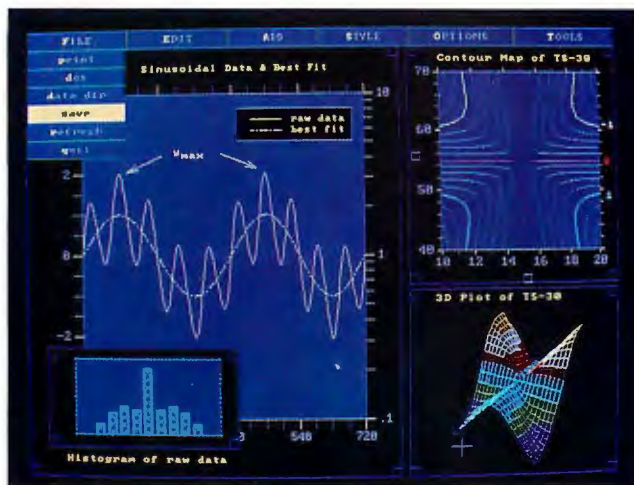 FILE EDIT AID STYLE OPTIONS TOOLS
print
dos
data dir
save
refresh
quit
Sinusoidal Data & Best Fit
raw data
best fit
WMAX
10
1
.1
2
0
-2
540 720
Histogram of raw data
Contour Map of TS-30
70
60
50
40
10 12 14 16 18 20
3D Plot of TS-30